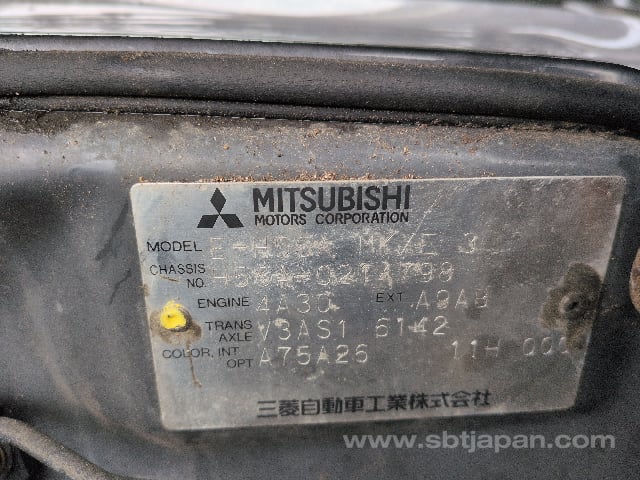 MITSUBISHI
MOTORS CORPORATION
MODEL
CHASSIS NO.
ENGINE 4A30 EXT A9AB
TRANS AXLE V3AS1 6142
COLOR, INT OPT A75A26 11H
三菱自動車工業株式会社
www.sbtjapan.com